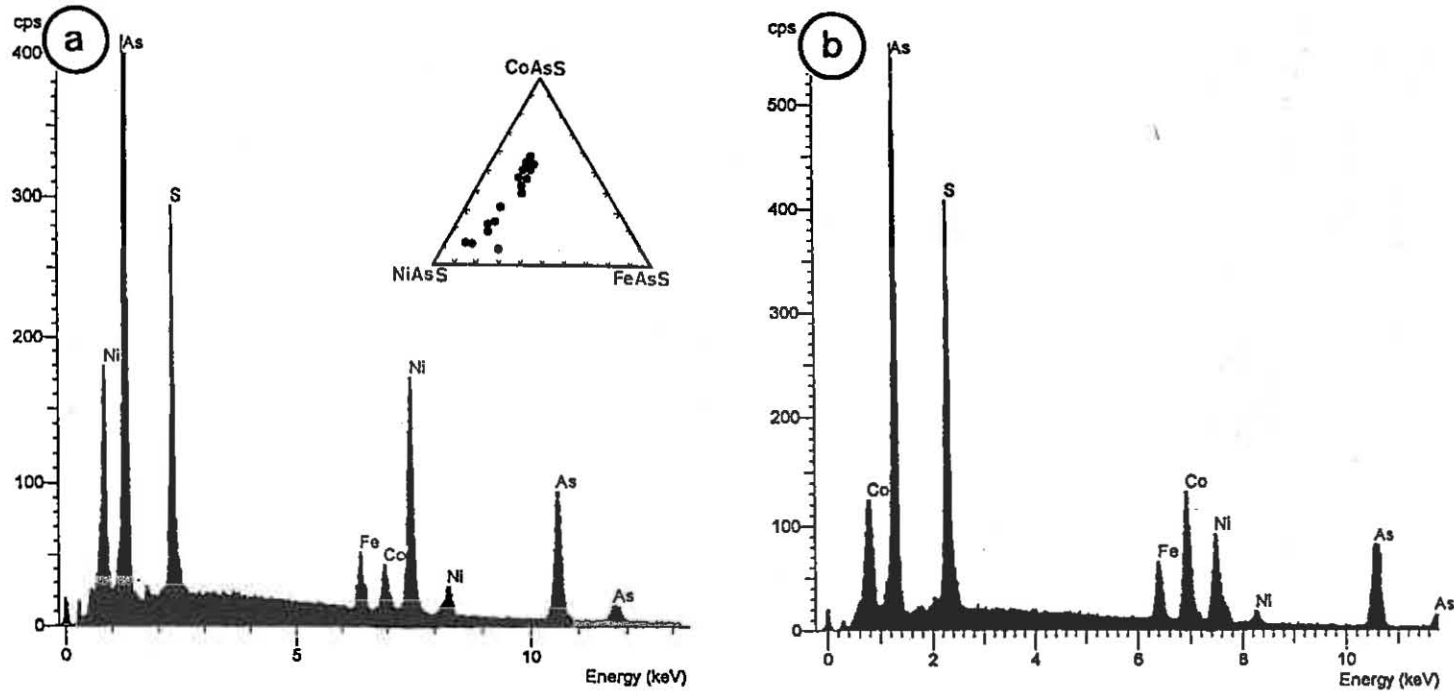 a
cps
400
300
200
100
0
As
S
Ni
Ni
Fe
Co
Ni
As
As
0
5
10
Energy (keV)
CoAsS
NiAsS
FeAsS
b
cps
500
400
300
200
100
0
As
S
Co
Fe
Co
Ni
Ni
As
As
0
2
4
6
8
10
Energy (keV)